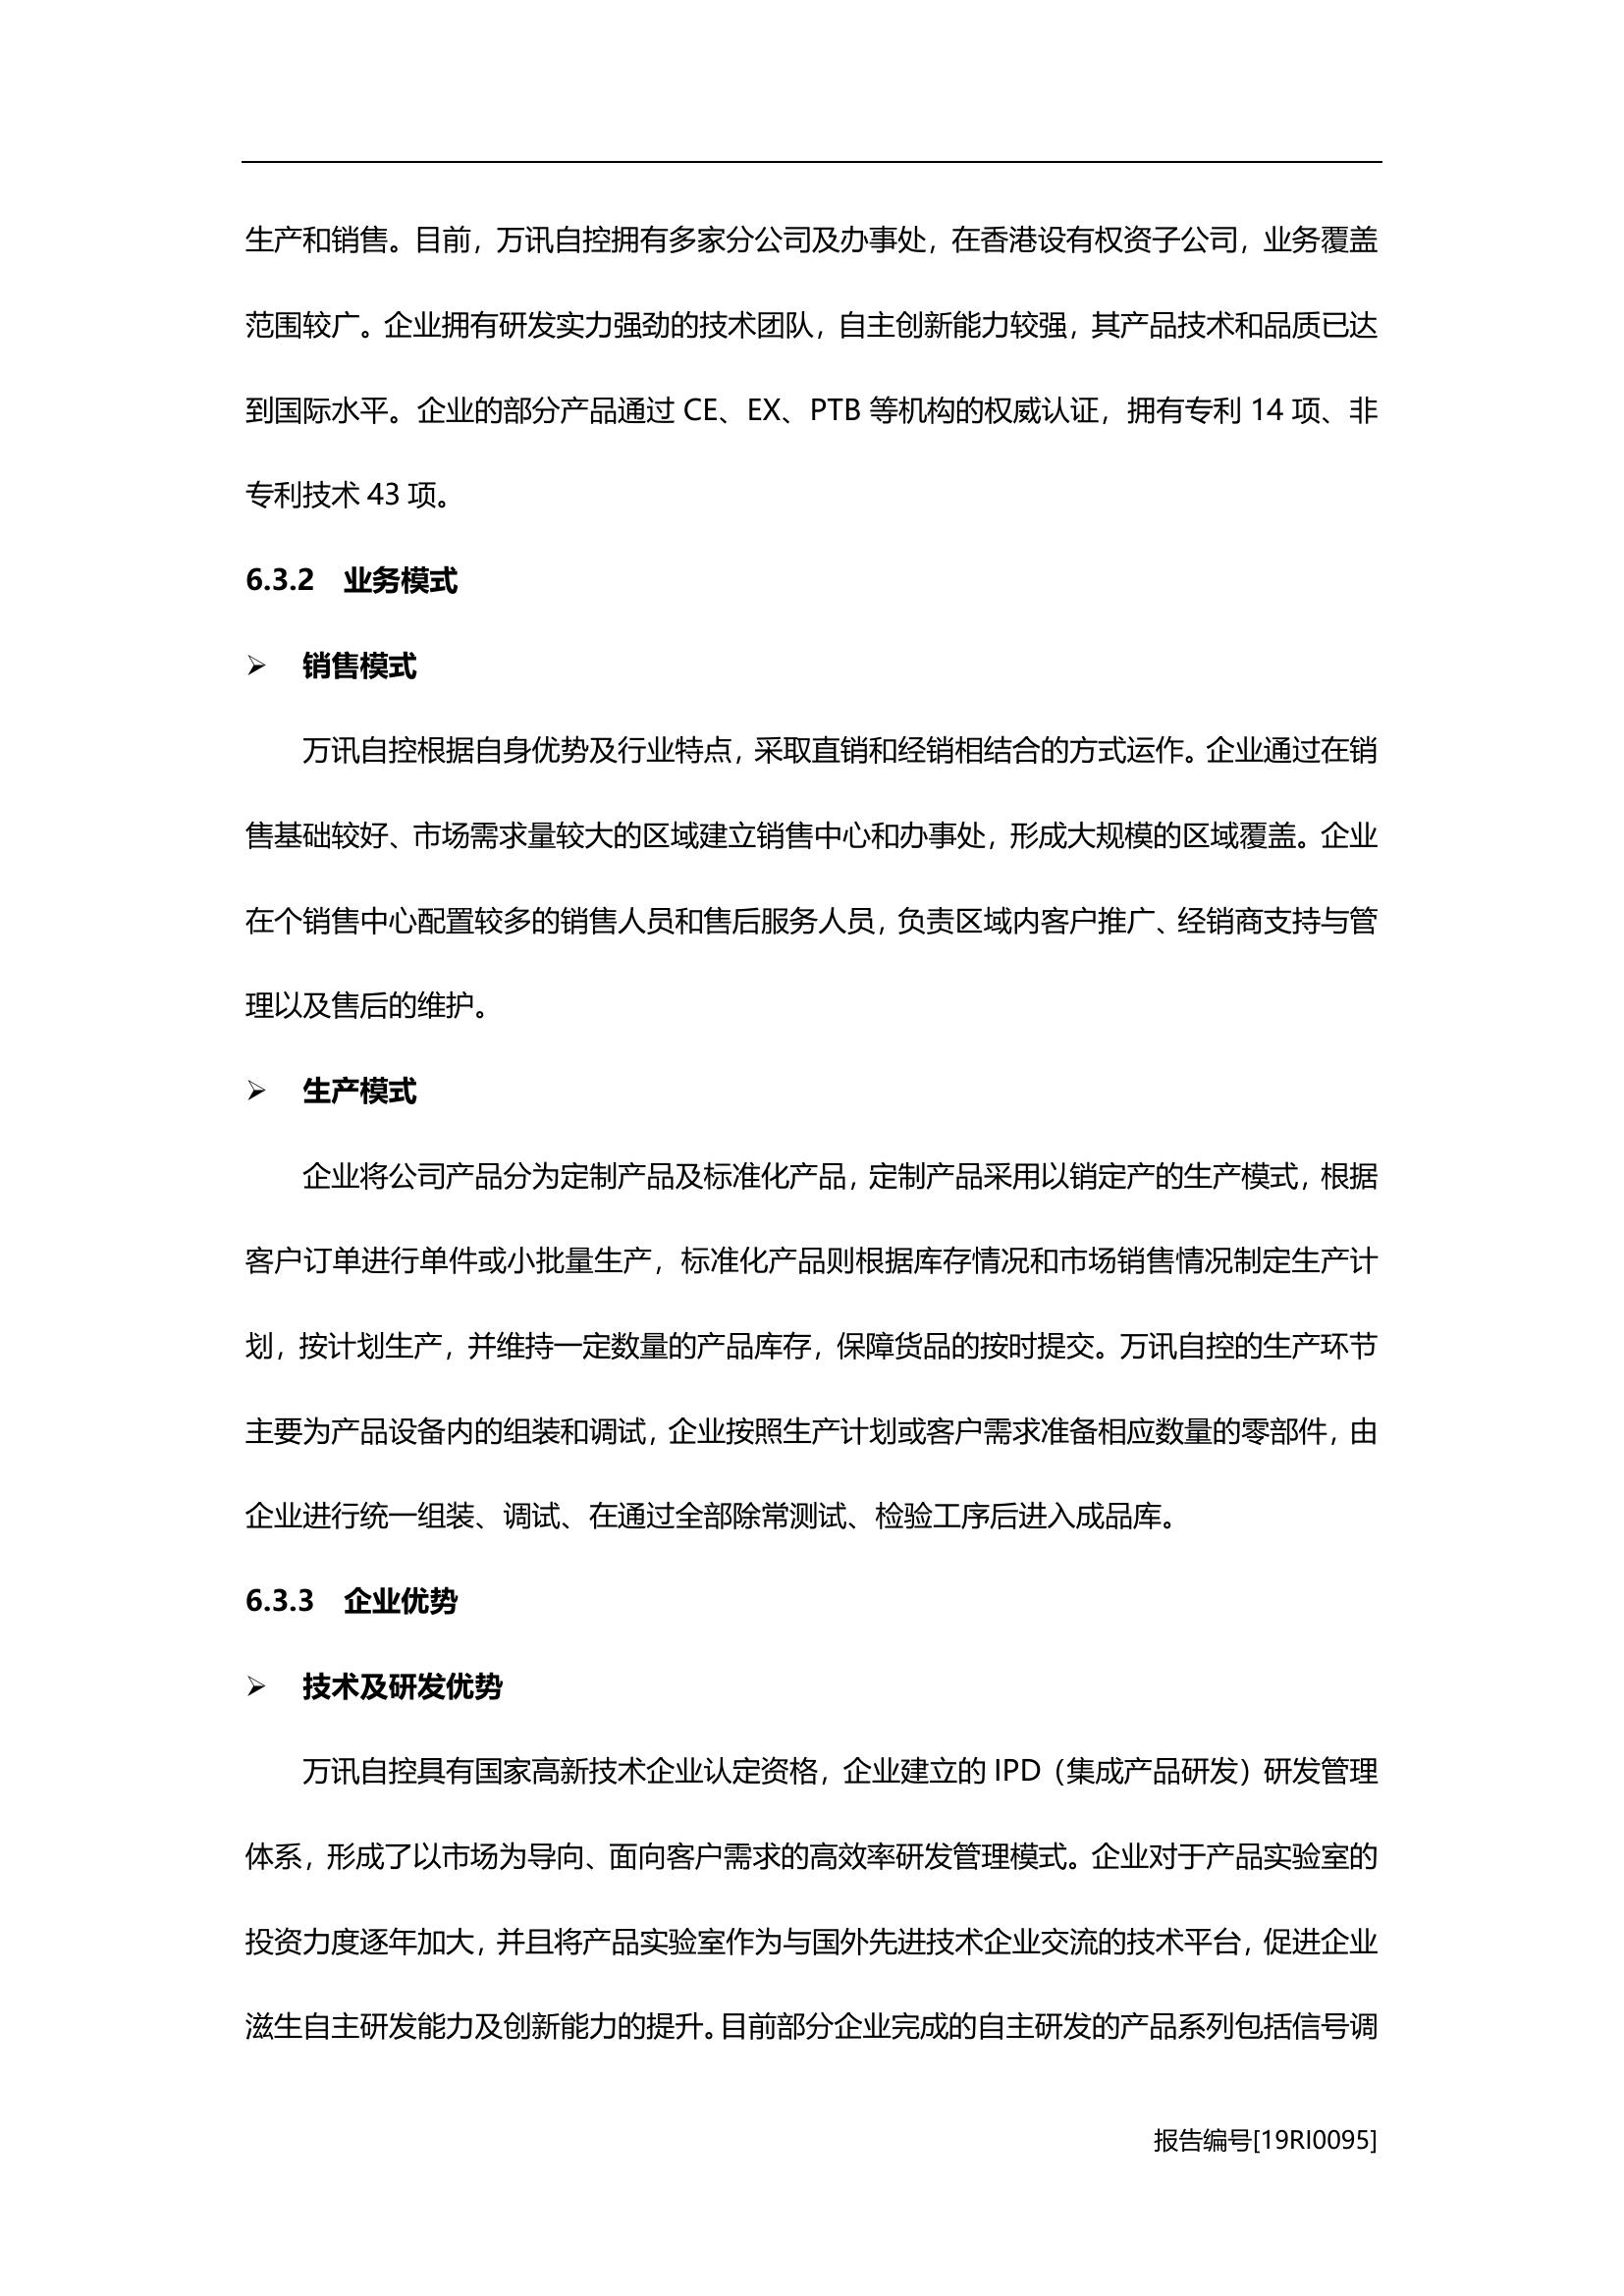 生产和销售。目前，万讯自控拥有多家分公司及办事处，在香港设有权资子公司，业务覆盖
范围较广。企业拥有研发实力强劲的技术团队，自主创新能力较强，其产品技术和品质已达
到国际水平。企业的部分产品通过 CE、EX、PTB 等机构的权威认证，拥有专利 14 项、非
专利技术 43 项。
6.3.2 业务模式
➢ 销售模式
万讯自控根据自身优势及行业特点，采取直销和经销相结合的方式运作。企业通过在销
售基础较好、市场需求量较大的区域建立销售中心和办事处，形成大规模的区域覆盖。企业
在个销售中心配置较多的销售人员和售后服务人员，负责区域内客户推广、经销商支持与管
理以及售后的维护。
➢ 生产模式
企业将公司产品分为定制产品及标准化产品，定制产品采用以销定产的生产模式，根据
客户订单进行单件或小批量生产，标准化产品则根据库存情况和市场销售情况制定生产计
划，按计划生产，并维持一定数量的产品库存，保障货品的按时提交。万讯自控的生产环节
主要为产品设备内的组装和调试，企业按照生产计划或客户需求准备相应数量的零部件，由
企业进行统一组装、调试、在通过全部除常测试、检验工序后进入成品库。
6.3.3 企业优势
➢ 技术及研发优势
万讯自控具有国家高新技术企业认定资格，企业建立的 IPD（集成产品研发）研发管理
体系，形成了以市场为导向、面向客户需求的高效率研发管理模式。企业对于产品实验室的
投资力度逐年加大，并且将产品实验室作为与国外先进技术企业交流的技术平台，促进企业
滋生自主研发能力及创新能力的提升。目前部分企业完成的自主研发的产品系列包括信号调
报告编号[19RI0095]